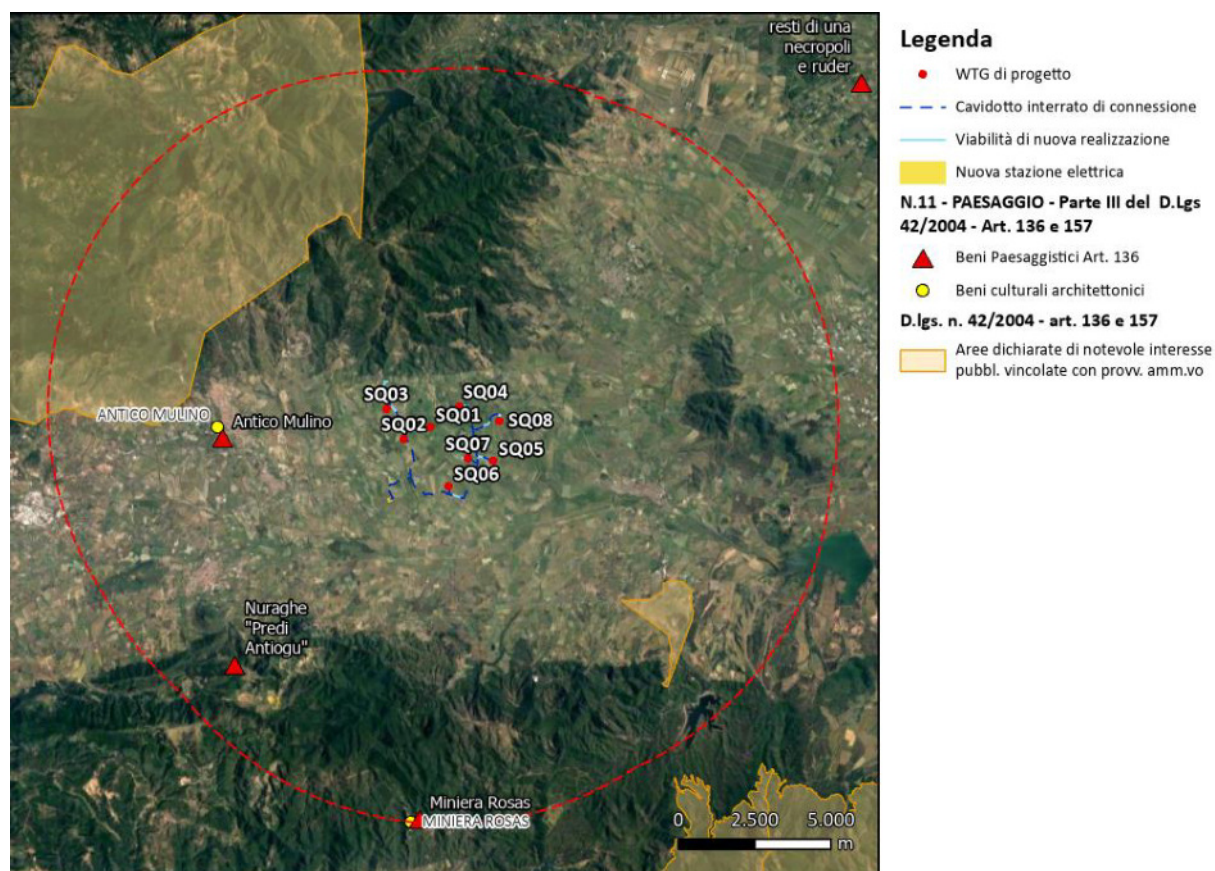 resti di una
necropoli
e ruder
SQ03
SQ04
SQ01
SQ02
SQ08
SQ07
SQ05
SQ06
ANTICO MULINO
Antico Mulino
Nuraghe
"Predi
Antiogu"
Miniera Rosas
MINIERA ROSAS
0 2.500 5.000
m
Legenda
WTG di progetto
Cavidotto interrato di connessione
Viabilità di nuova realizzazione
Nuova stazione elettrica
N.11 - PAESAGGIO - Parte III del D.Lgs
42/2004 - Art. 136 e 157
Beni Paesaggistici Art. 136
Beni culturali architettonici
D.lgs. n. 42/2004 - art. 136 e 157
Aree dichiarate di notevole interesse
pubbl. vincolate con provv. amm.vo